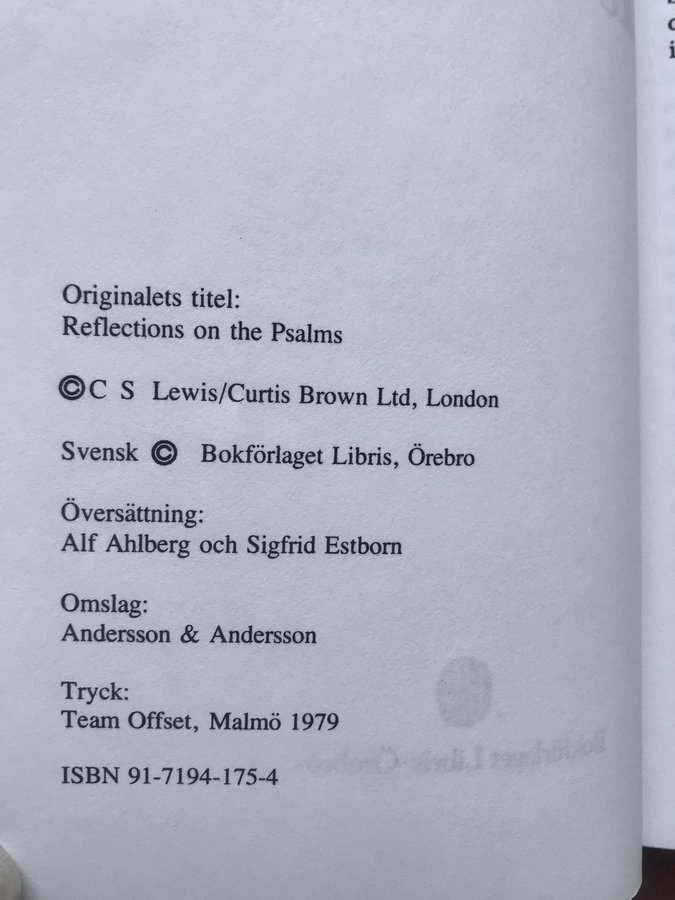 Originalets titel:
Reflections on the Psalms
©C S Lewis/Curtis Brown Ltd, London
Svensk © Bokförlaget Libris, Örebro
Översättning:
Alf Ahlberg och Sigfrid Estborn
Omslag:
Andersson & Andersson
Tryck:
Team Offset, Malmö 1979
ISBN 91-7194-175-4